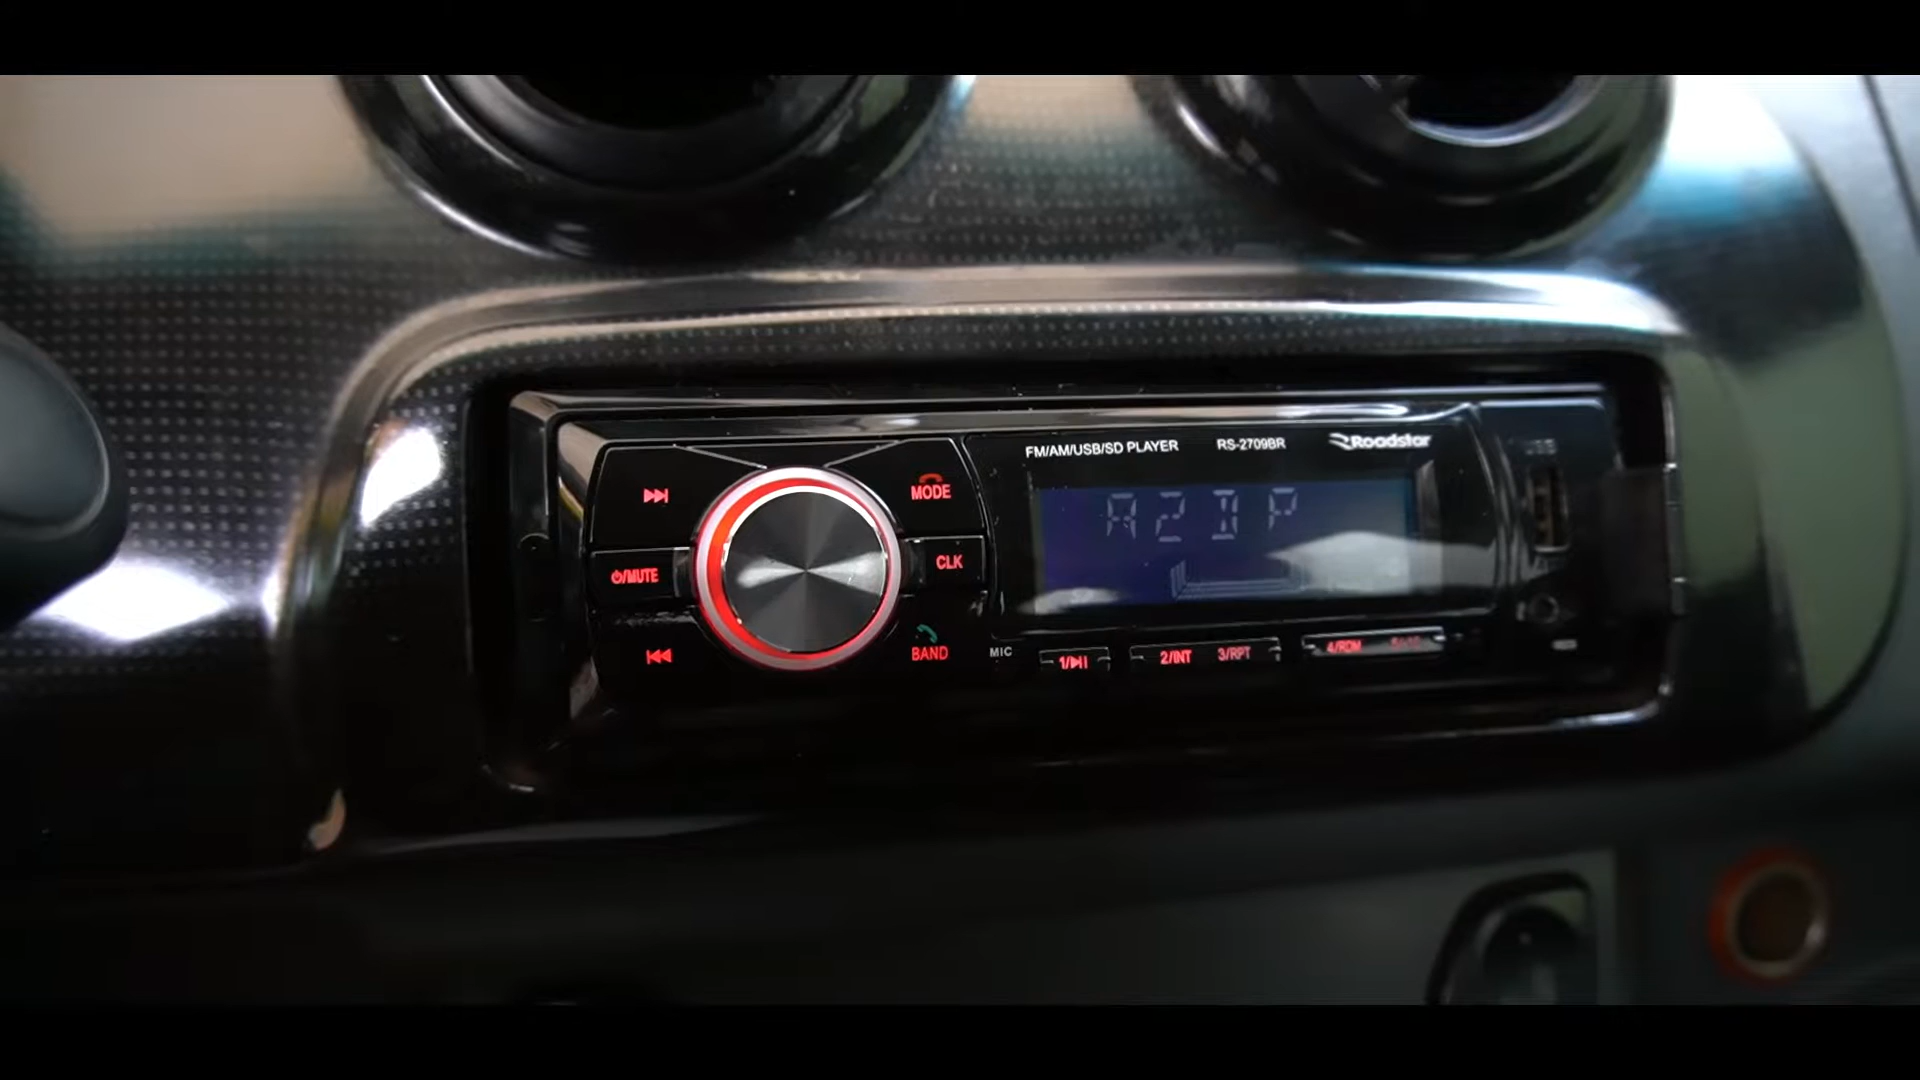 FM/AM/USB/SD PLAYER RS-2709BR Roadstar
MODE
A2DP
CLK
⏻/MUTE
BAND
MIC 1/▶|| 2/INT 3/RPT 4/RDM